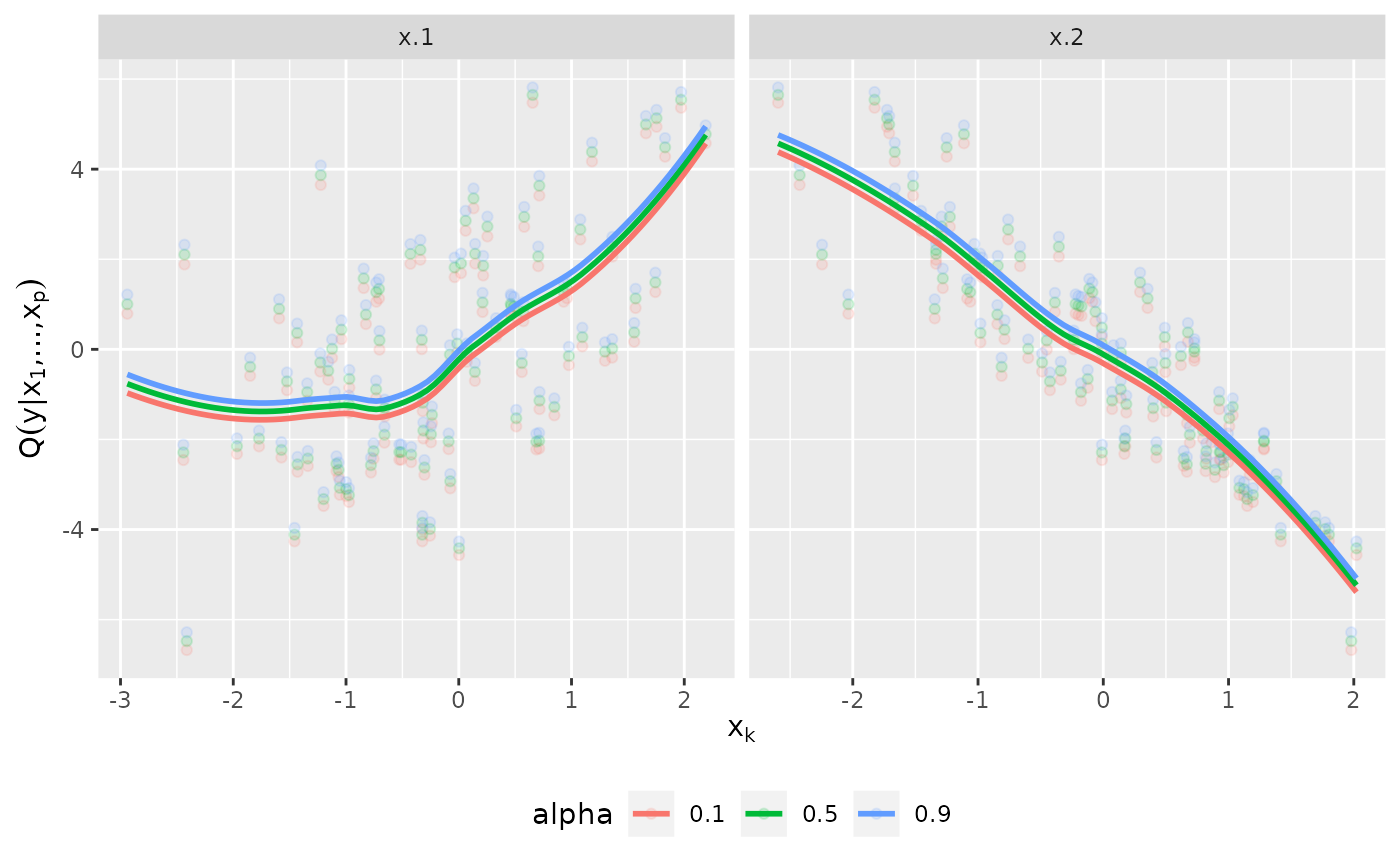 x.1 x.2
4
0
-4
Q(y|x₁,...,xₚ)
-3 -2 -1 0 1 2 -2 -1 0 1 2
xₖ
alpha 0.1 0.5 0.9